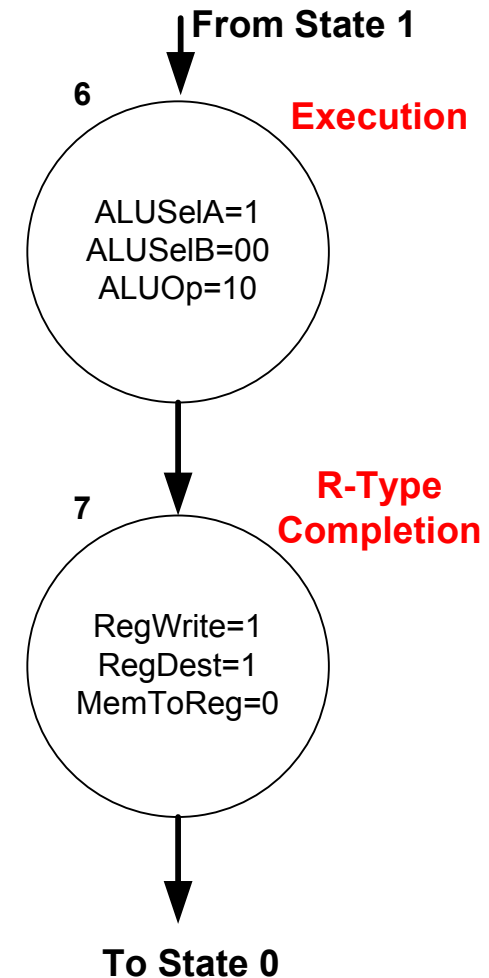 From State 1
6
Execution
ALUSelA=1
ALUSelB=00
ALUOp=10
7
R-Type
Completion
RegWrite=1
RegDest=1
MemToReg=0
To State 0